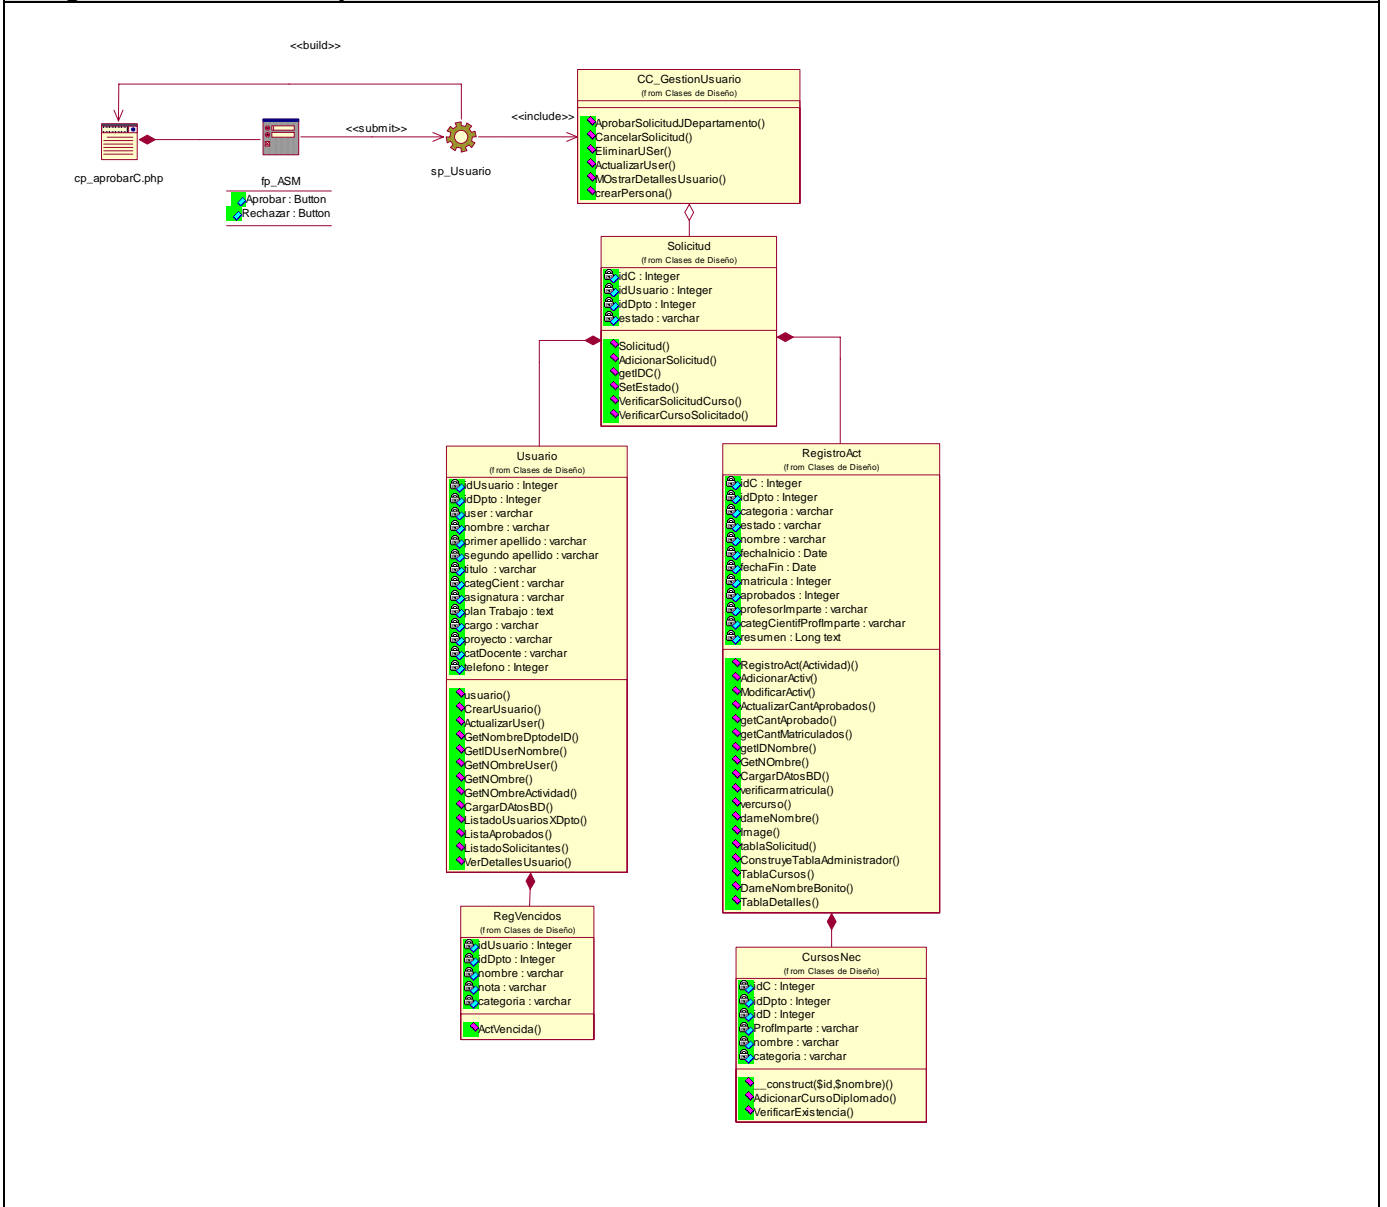 <<build>>
<<submit>>
<<include>>
cp_aprobarC.php
fp_ASM
Aprobar : Button
Rechazar : Button
sp_Usuario
CC_GestionUsuario
(from Clases de Diseño)
AprobarSolicitudJDepartamento()
CancelarSolicitud()
EliminarUSer()
ActualizarUser()
MOstrarDetallesUsuario()
crearPersona()
Solicitud
(from Clases de Diseño)
idC : Integer
idUsuario : Integer
idDpto : Integer
estado : varchar
Solicitud()
AdicionarSolicitud()
getIDC()
SetEstado()
VerificarSolicitudCurso()
VerificarCursoSolicitado()
Usuario
(from Clases de Diseño)
idUsuario : Integer
idDpto : Integer
user : varchar
nombre : varchar
primer apellido : varchar
segundo apellido : varchar
titulo : varchar
categCient : varchar
asignatura : varchar
plan Trabajo : text
cargo : varchar
proyecto : varchar
catDocente : varchar
telefono : Integer
usuario()
CrearUsuario()
ActualizarUser()
GetNombreDptodeID()
GetIDUserNombre()
GetNOmbreUser()
GetNOmbre()
GetNOmbreActividad()
CargarDAtosBD()
ListadoUsuariosXDpto()
ListaAprobados()
ListadoSolicitantes()
VerDetallesUsuario()
RegistroAct
(from Clases de Diseño)
idC : Integer
idDpto : Integer
categoria : varchar
estado : varchar
nombre : varchar
fechaInicio : Date
fechaFin : Date
matricula : Integer
aprobados : Integer
profesorImparte : varchar
categCientifProfImparte : varchar
resumen : Long text
RegistroAct(Actividad)()
AdicionarActiv()
ModificarActiv()
ActualizarCantAprobados()
getCantAprobado()
getCantMatriculados()
getIDNombre()
GetNOmbre()
CargarDAtosBD()
verificarmatricula()
vercurso()
dameNombre()
Image()
tablaSolicitud()
ConstruyeTablaAdministrador()
TablaCursos()
DameNombreBonito()
TablaDetalles()
RegVencidos
(from Clases de Diseño)
idUsuario : Integer
idDpto : Integer
nombre : varchar
nota : varchar
categoria : varchar
ActVencida()
CursosNec
(from Clases de Diseño)
idC : Integer
idDpto : Integer
idD : Integer
ProfImparte : varchar
nombre : varchar
categoria : varchar
__construct($id,$nombre)()
AdicionarCursoDiplomado()
VerificarExistencia()